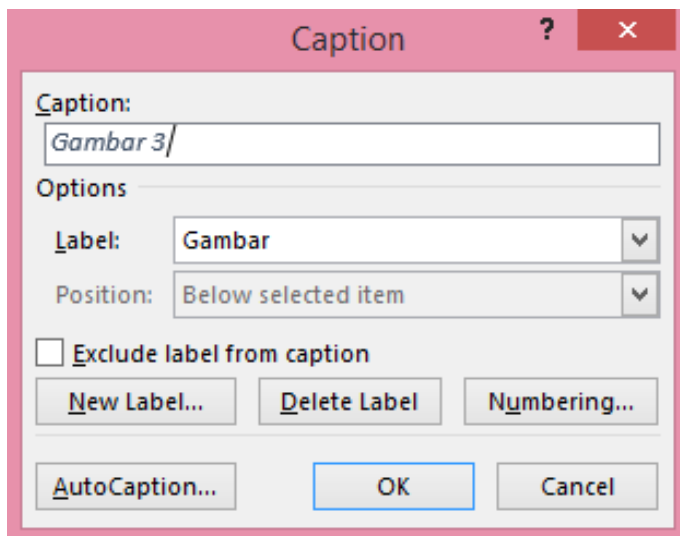 Caption ? ×
Caption:
Gambar 3
Options
Label: Gambar
Position: Below selected item
Exclude label from caption
New Label... Delete Label Numbering...
AutoCaption... OK Cancel